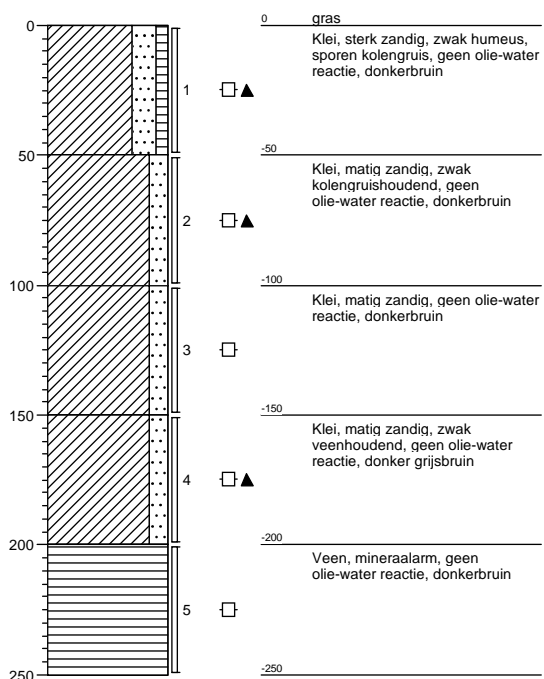 0
0 gras
Klei, sterk zandig, zwak humeus,
sporen kolengruis, geen olie-water
reactie, donkerbruin
1
50
-50
Klei, matig zandig, zwak
kolengruishoudend, geen
olie-water reactie, donkerbruin
2
100
-100
Klei, matig zandig, geen olie-water
reactie, donkerbruin
3
150
-150
Klei, matig zandig, zwak
veenhoudend, geen olie-water
reactie, donker grijsbruin
4
200
-200
Veen, mineraalarm, geen
olie-water reactie, donkerbruin
5
250
-250